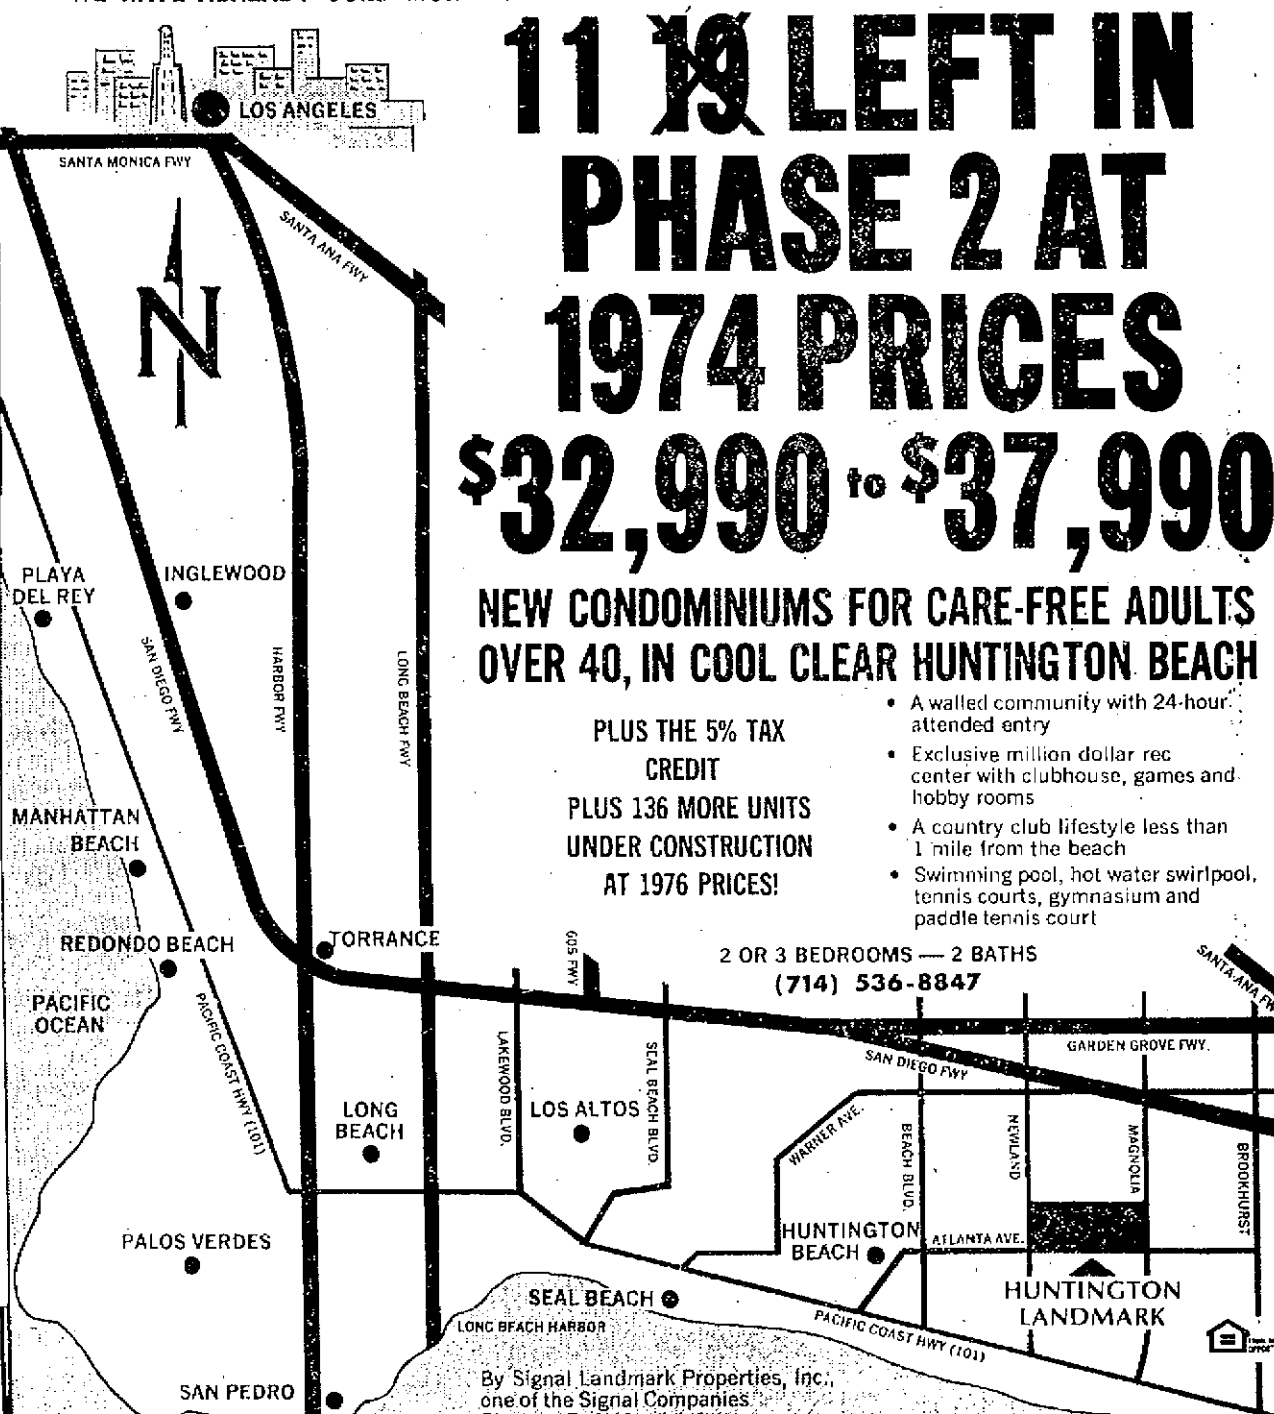 11 19 LEFT IN
PHASE 2 AT
1974 PRICES
$32,990 to $37,990
NEW CONDOMINIUMS FOR CARE-FREE ADULTS
OVER 40, IN COOL CLEAR HUNTINGTON BEACH
PLUS THE 5% TAX
CREDIT
PLUS 136 MORE UNITS
UNDER CONSTRUCTION
AT 1976 PRICES!
• A walled community with 24-hour
attended entry
• Exclusive million dollar rec
center with clubhouse, games and
hobby rooms
• A country club lifestyle less than
1 mile from the beach
• Swimming pool, hot water swirlpool,
tennis courts, gymnasium and
paddle tennis court
2 OR 3 BEDROOMS — 2 BATHS
(714) 536-8847
LOS ANGELES
SANTA MONICA FWY
SANTA ANA FWY
N
PLAYA
DEL REY
INGLEWOOD
SAN DIEGO FWY
HARBOR FWY
LONG BEACH FWY
MANHATTAN
BEACH
REDONDO BEACH
TORRANCE
PACIFIC
OCEAN
PACIFIC COAST HWY (101)
605 FWY
SANTA ANA FW
GARDEN GROVE FWY.
SAN DIEGO FWY
LAKEWOOD BLVD.
SEAL BEACH BLVD.
LOS ALTOS
LONG
BEACH
WARNER AVE.
BEACH BLVD.
NEWLAND
MAGNOLIA
BROOKHURST
PALOS VERDES
HUNTINGTON
BEACH
ATLANTA AVE.
HUNTINGTON
LANDMARK
SEAL BEACH
LONG BEACH HARBOR
PACIFIC COAST HWY (101)
SAN PEDRO
By Signal Landmark Properties, Inc.,
one of the Signal Companies